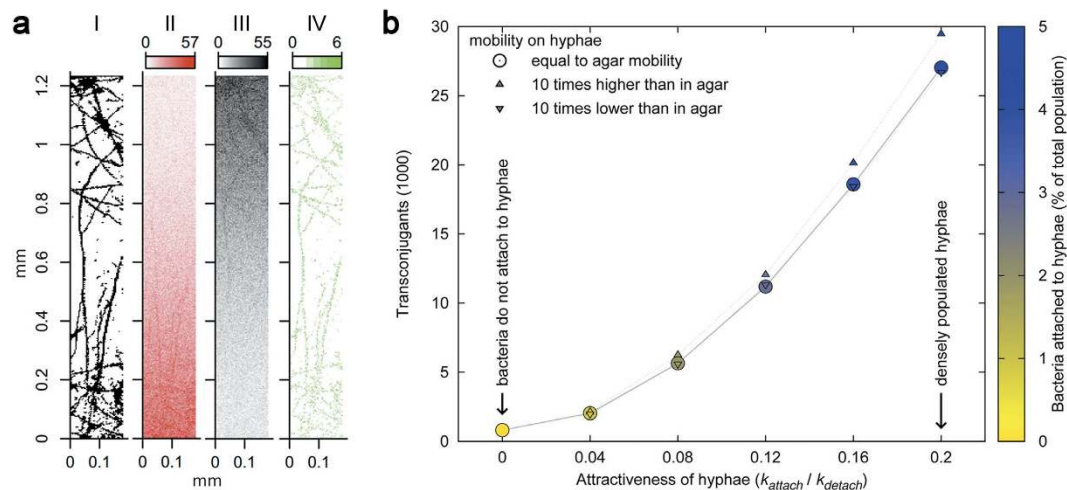 a
I II III IV
0 57 0 55 0 6
1.2
1
0.8
0.6
0.4
0.2
0
mm
0 0.1 0 0.1 0 0.1 0 0.1
mm
b
30
25
20
15
10
5
0
Transconjugants (1000)
mobility on hyphae
equal to agar mobility
10 times higher than in agar
10 times lower than in agar
bacteria do not attach to hyphae
densely populated hyphae
0 0.04 0.08 0.12 0.16 0.2
Attractiveness of hyphae (kattach / kdetach)
5
4
3
2
1
0
Bacteria attached to hyphae (% of total population)